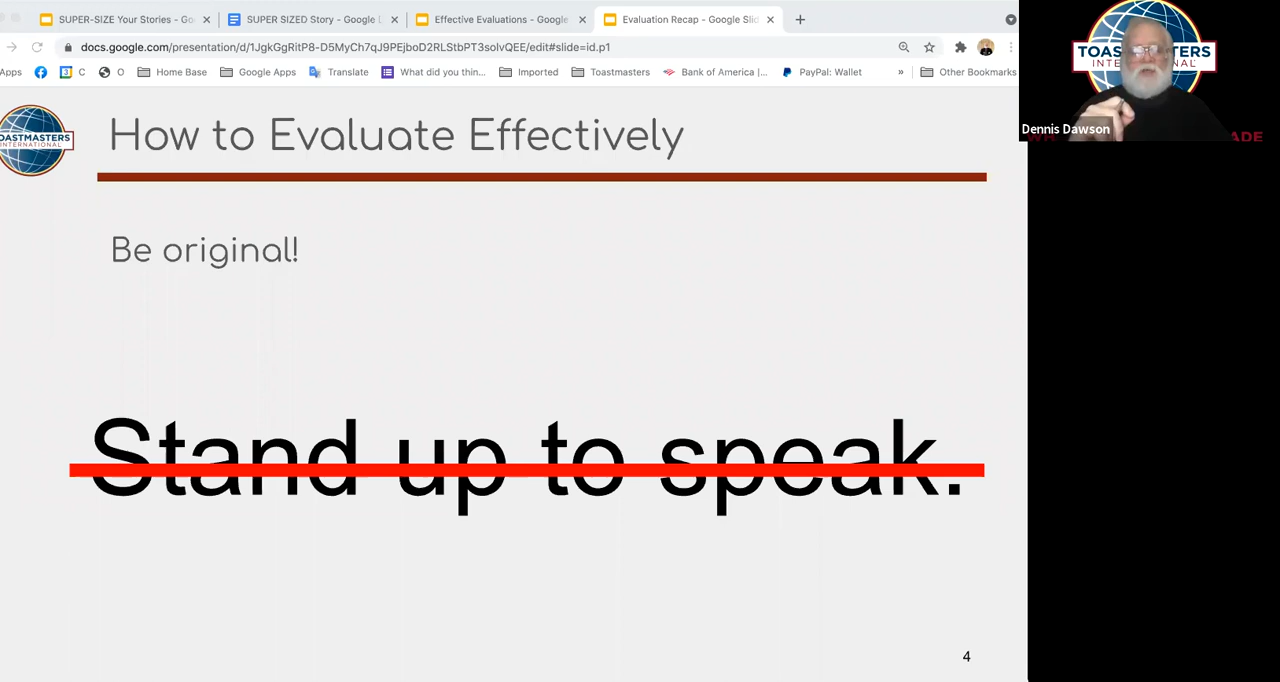 SUPER-SIZE Your Stories - Go
SUPER SIZED Story - Google
Effective Evaluations - Google
Evaluation Recap - Google Slid
docs.google.com/presentation/d/1JgkGgRitP8-D5MyCh7qJ9PEjboD2RLStbPT3solvQEE/edit#slide=id.p1
Apps
C
O
Home Base
Google Apps
Translate
What did you thin...
Imported
Toastmasters
Bank of America |...
PayPal: Wallet
»
Other Bookmarks
OASTMASTERS
INTERNATIONAL
How to Evaluate Effectively
Be original!
Stand up to speak.
4
TOASTMASTERS
Dennis Dawson
ADE